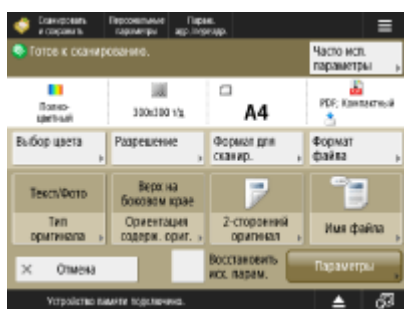 Сканировать
и сохранить
Персональные
параметры
Парам.
адр. переадр.
Готов к сканированию.
Часто исп.
параметры
Полно-
цветный
300x300 т/д
A4
PDF; Компактный
Выбор цвета
Разрешение
Формат для
сканир.
Формат
файла
Текст/Фото
Верх на
боковом крае
Тип
оригинала
Ориентация
содерж. ориг.
2-сторонний
оригинал
Имя файла
Отмена
Восстановить
исх. парам.
Параметры
Устройство памяти подключено.